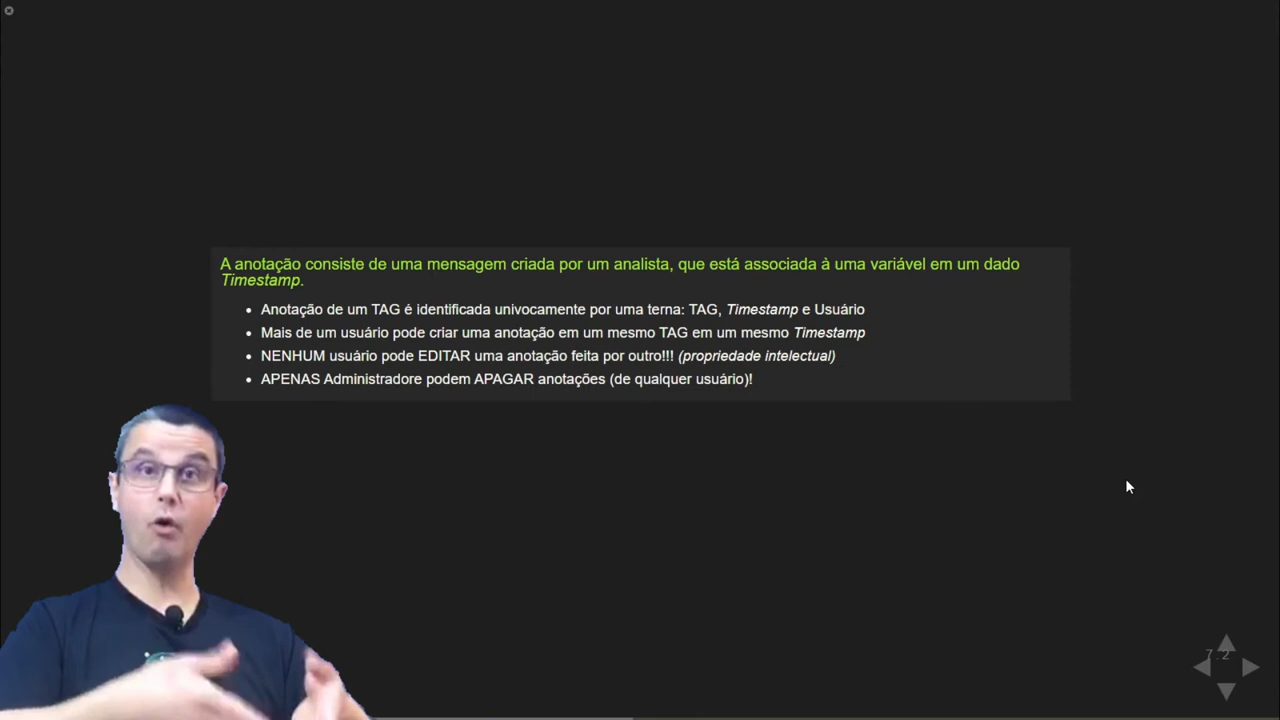 A anotação consiste de uma mensagem criada por um analista, que está associada à uma variável em um dado
Timestamp.
• Anotação de um TAG é identificada univocamente por uma terna: TAG, Timestamp e Usuário
• Mais de um usuário pode criar uma anotação em um mesmo TAG em um mesmo Timestamp
• NENHUM usuário pode EDITAR uma anotação feita por outro!!! (propriedade intelectual)
• APENAS Administradore podem APAGAR anotações (de qualquer usuário)!
7.2